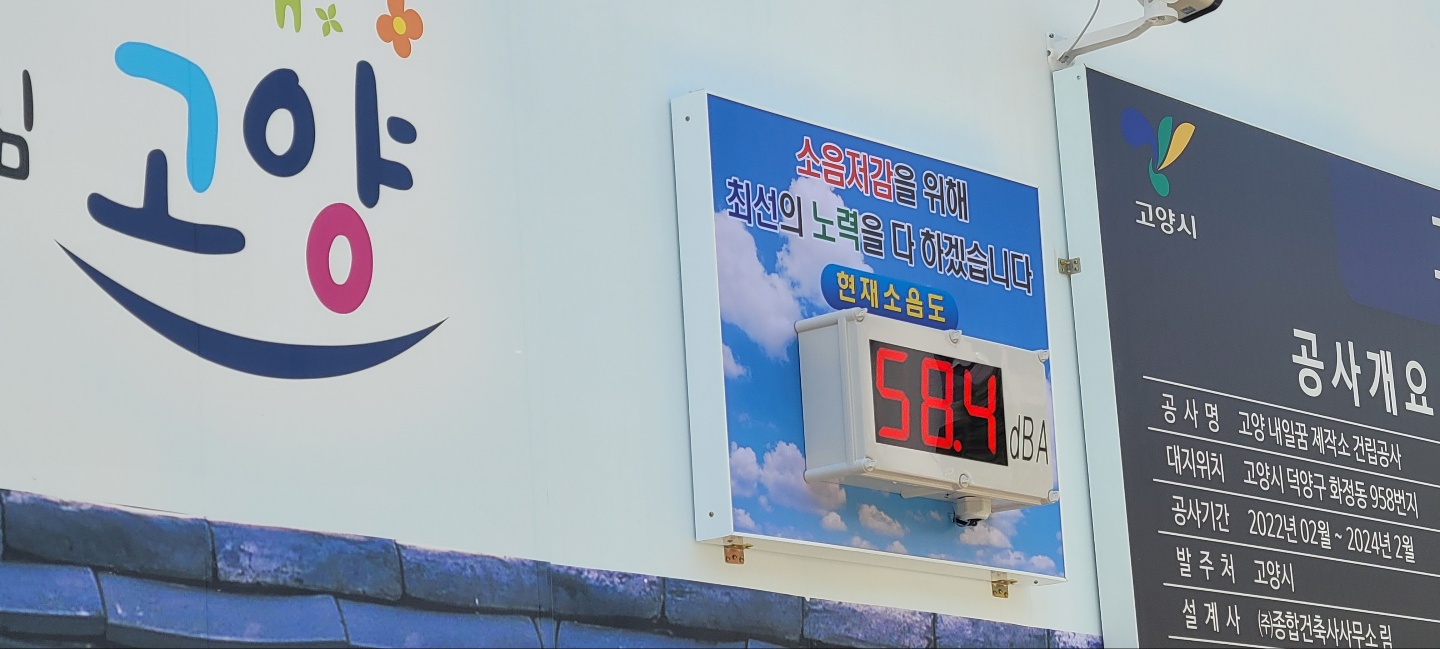 고양
소음저감을 위해
최선의 노력을 다 하겠습니다
현재소음도
58.4
dBA
고양시
공사개요
공 사 명 고양 내일꿈 제작소 건립공사
대지위치 고양시 덕양구 화정동 958번지
공사기간 2022년 02월 ~ 2024년 2월
발 주 처 고양시
설 계 사 (주)종합건축사사무소림